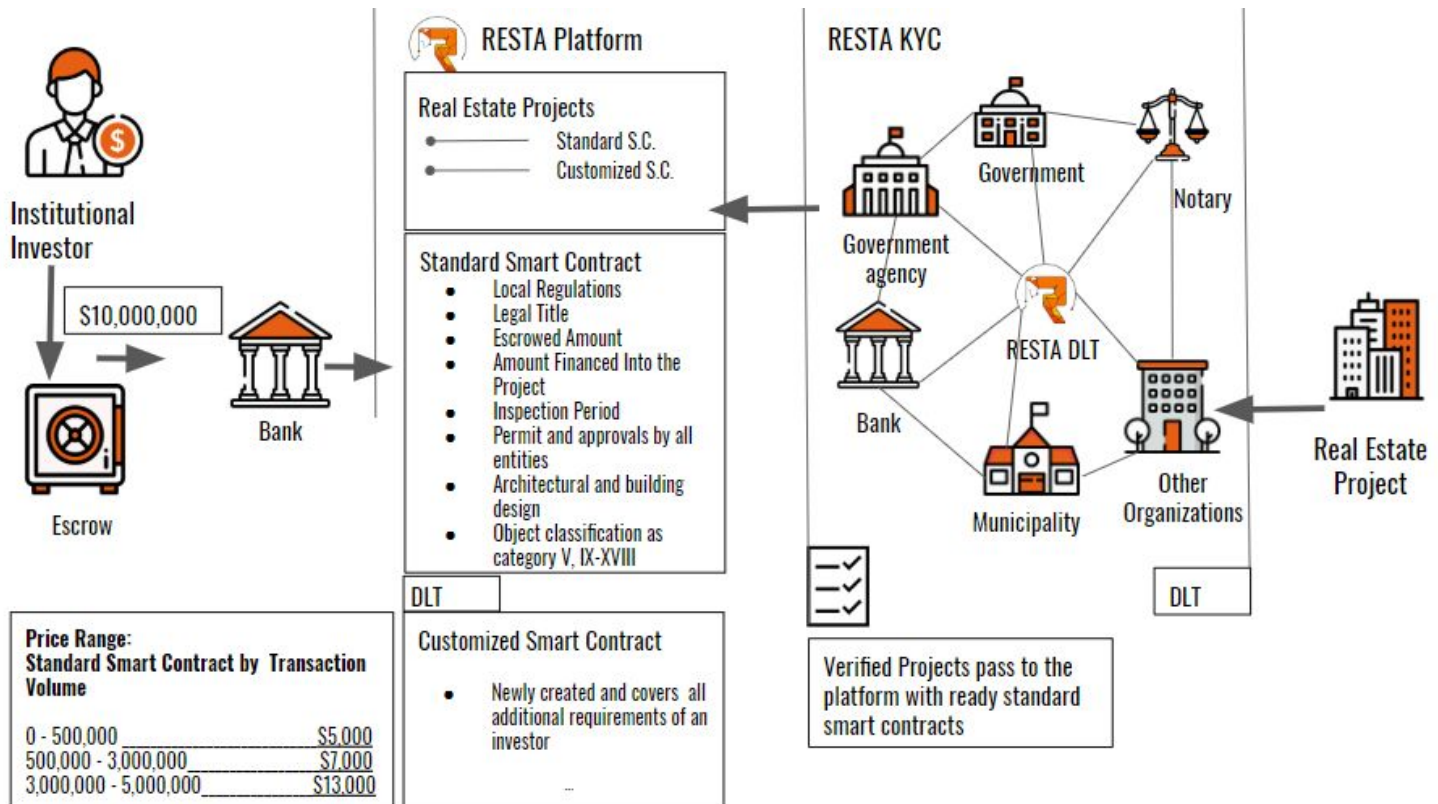 RESTA Platform
RESTA KYC
Institutional
Investor
$10,000,000
Bank
Escrow
Price Range:
Standard Smart Contract by Transaction
Volume
0 - 500,000 $5,000
500,000 - 3,000,000 $7,000
3,000,000 - 5,000,000 $13,000
Real Estate Projects
Standard S.C.
Customized S.C.
Standard Smart Contract
● Local Regulations
● Legal Title
● Escrowed Amount
● Amount Financed Into the
Project
● Inspection Period
● Permit and approvals by all
entities
● Architectural and building
design
● Object classification as
category V, IX-XVIII
DLT
Customized Smart Contract
● Newly created and covers all
additional requirements of an
investor
...
Government
Notary
Government
agency
RESTA DLT
Bank
Municipality
Other
Organizations
Real Estate
Project
DLT
Verified Projects pass to the
platform with ready standard
smart contracts